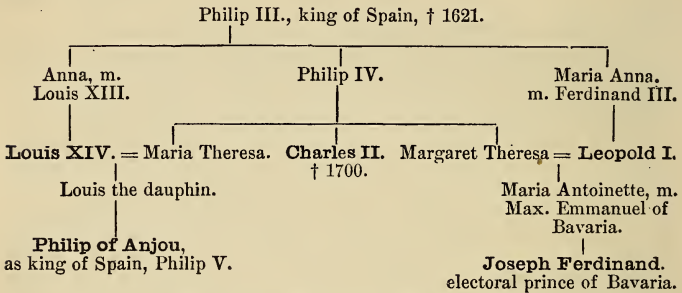 Philip III., king of Spain, † 1621.
Anna, m.
Louis XIII.
Philip IV.
Maria Anna.
m. Ferdinand III.
Louis XIV. = Maria Theresa. Charles II. Margaret Theresa = Leopold I.
† 1700.
Louis the dauphin.
Maria Antoinette, m.
Max. Emmanuel of
Bavaria.
Philip of Anjou,
as king of Spain, Philip V.
Joseph Ferdinand.
electoral prince of Bavaria.